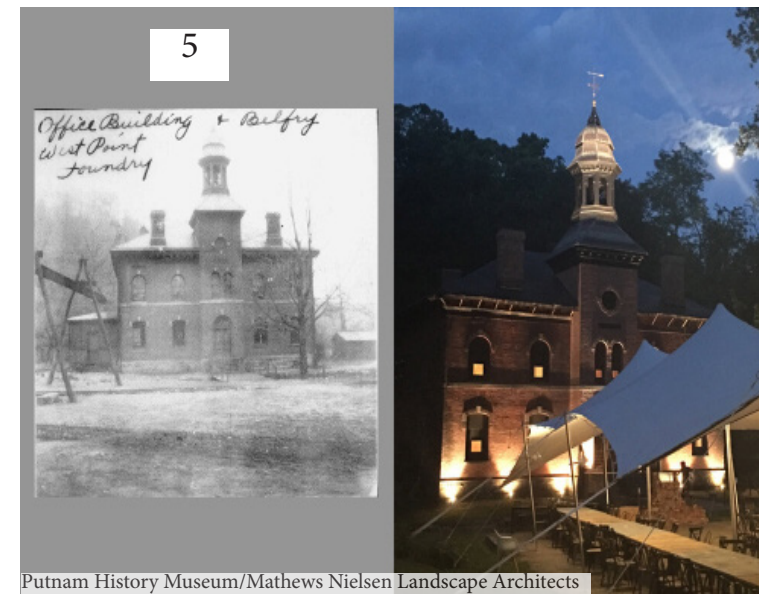 5
Office Building & Belfry
West Point
Foundry
Putnam History Museum/Mathews Nielsen Landscape Architects